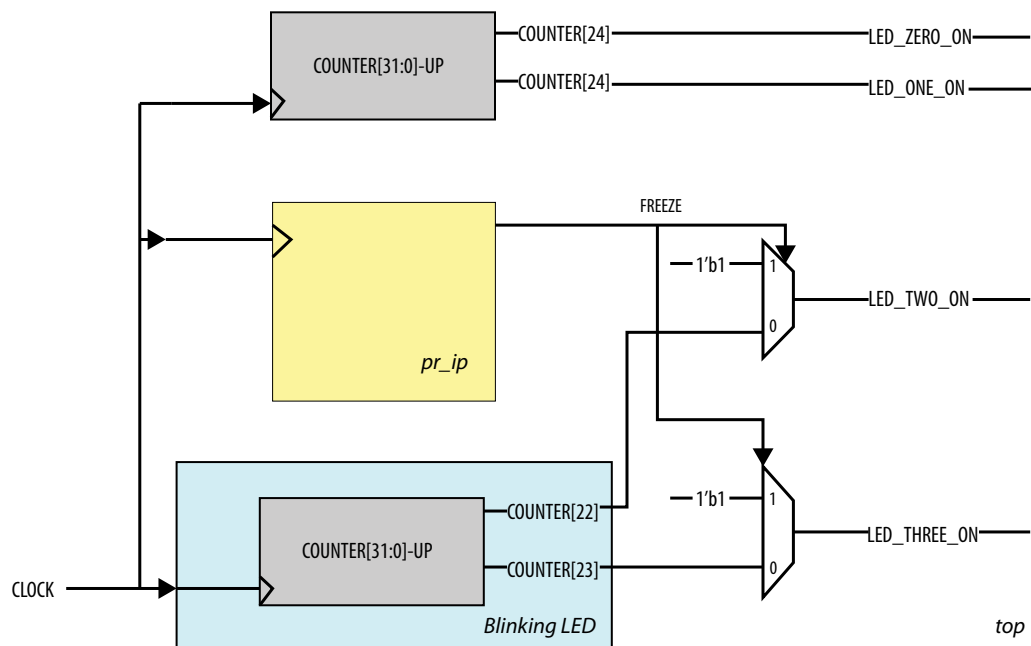 COUNTER[31:0]-UP
COUNTER[24]
LED_ZERO_ON
COUNTER[24]
LED_ONE_ON
FREEZE
1'b1
1
LED_TWO_ON
0
pr_ip
COUNTER[31:0]-UP
COUNTER[22]
COUNTER[23]
1'b1
1
LED_THREE_ON
0
CLOCK
Blinking LED
top